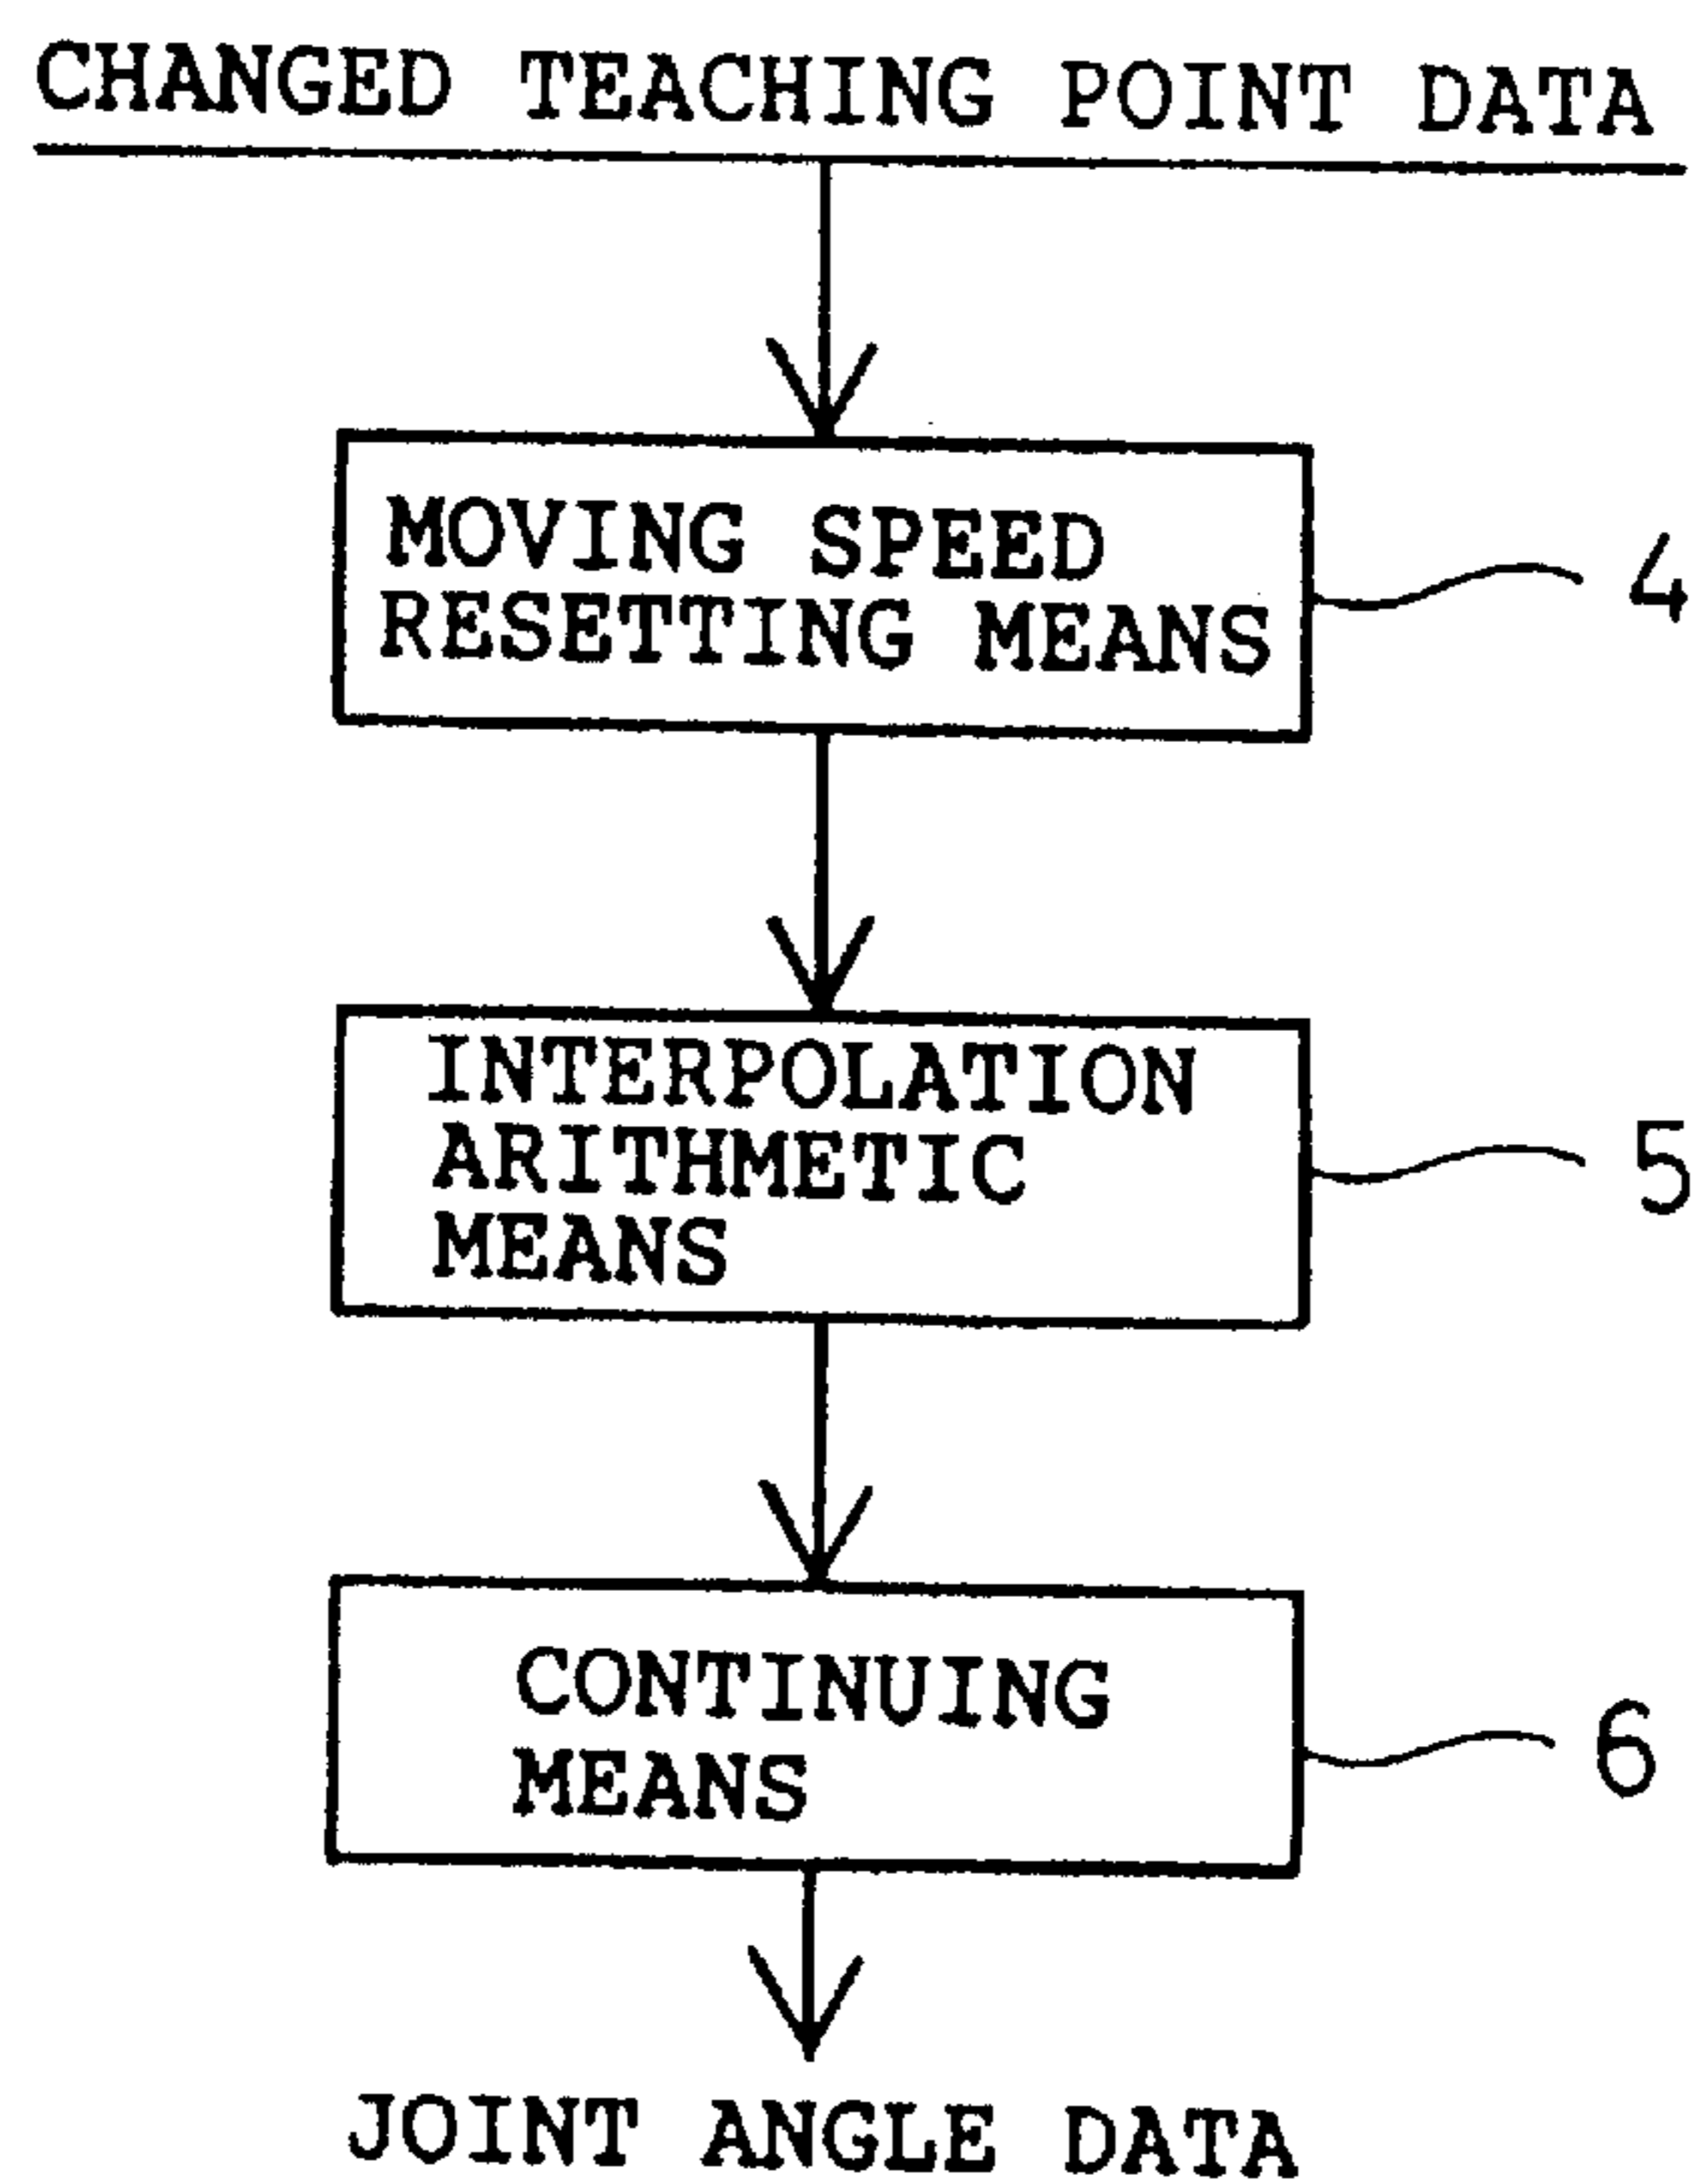 CHANGED TEACHING POINT DATA
MOVING SPEED
RESETTING MEANS
4
INTERPOLATION
ARITHMETIC
MEANS
5
CONTINUING
MEANS
6
JOINT ANGLE DATA